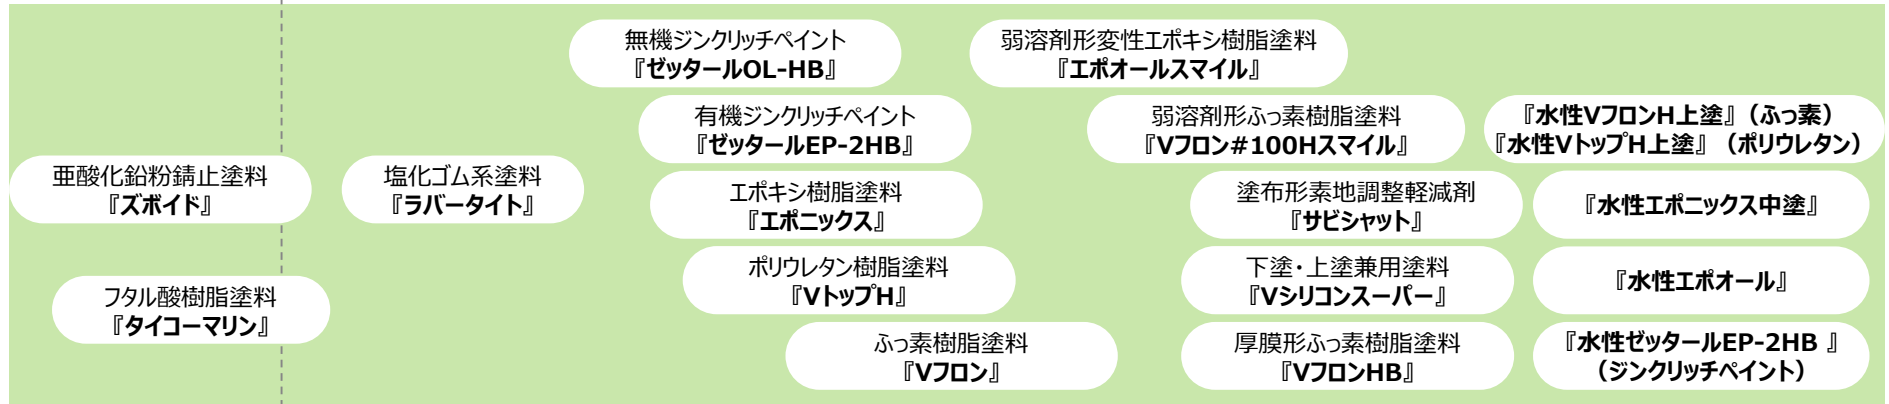 亜酸化鉛粉錆止塗料
『ズボイド』
フタル酸樹脂塗料
『タイコーマリン』
塩化ゴム系塗料
『ラバータイト』
無機ジンクリッチペイント
『ゼッタールOL-HB』
有機ジンクリッチペイント
『ゼッタールEP-2HB』
エポキシ樹脂塗料
『エポニックス』
ポリウレタン樹脂塗料
『VトップH』
ふっ素樹脂塗料
『Vフロン』
弱溶剤形変性エポキシ樹脂塗料
『エポオールスマイル』
弱溶剤形ふっ素樹脂塗料
『Vフロン#100Hスマイル』
塗布形素地調整軽減剤
『サビシャット』
下塗・上塗兼用塗料
『Vシリコンスーパー』
厚膜形ふっ素樹脂塗料
『VフロンHB』
『水性VフロンH上塗』（ふっ素）
『水性VトップH上塗』（ポリウレタン）
『水性エポニックス中塗』
『水性エポオール』
『水性ゼッタールEP-2HB 』
（ジンクリッチペイント）